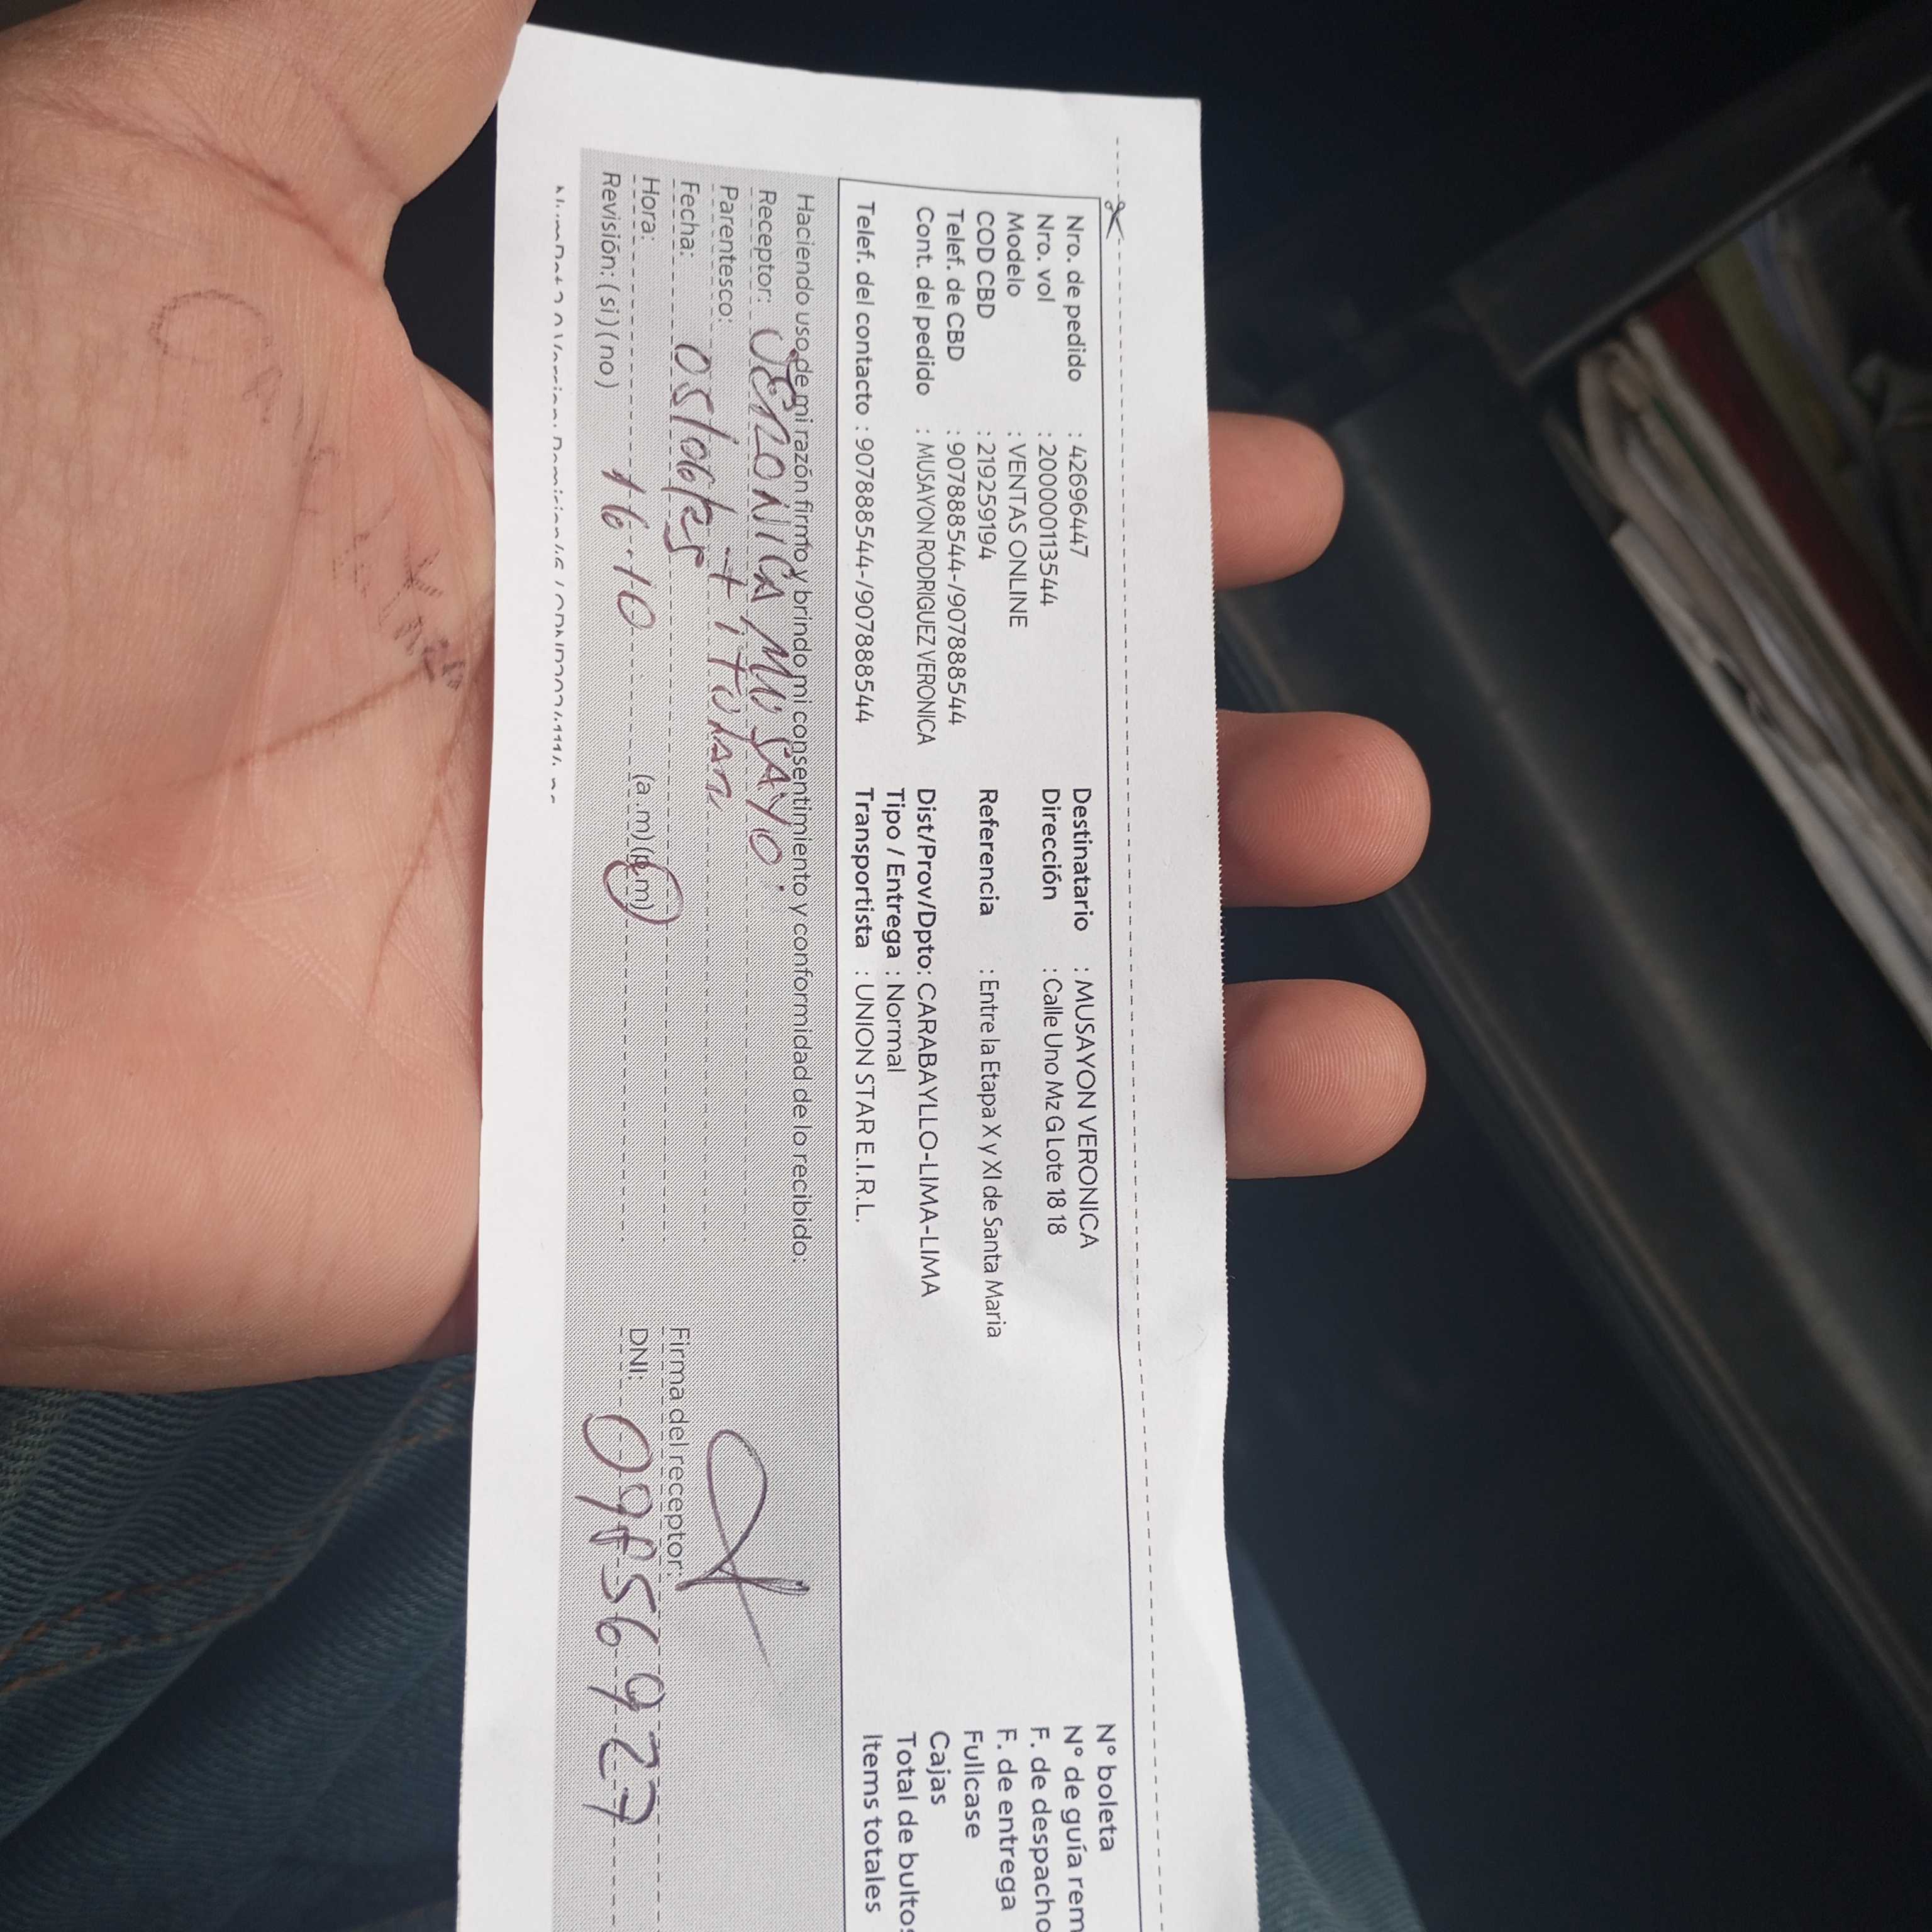 Nro. de pedido : 42696447
Nro. vol : 200000113544
Modelo : VENTAS ONLINE
COD CBD : 219259194
Telef. de CBD : 907888544-/907888544
Cont. del pedido : MUSAYON RODRIGUEZ VERONICA
Telef. del contacto : 907888544-/907888544
Destinatario : MUSAYON VERONICA
Dirección : Calle Uno Mz G Lote 18 18
Referencia : Entre la Etapa X y XI de Santa Maria
Dist/Prov/Dpto: CARABAYLLO-LIMA-LIMA
Tipo / Entrega : Normal
Transportista : UNION STAR E.I.R.L.
N° boleta
N° de guía rem
F. de despacho
F. de entrega
Fullcase
Cajas
Total de bultos
Items totales
Haciendo uso de mi razón firmo y brindo mi consentimiento y conformidad de lo recibido:
Receptor: VERONICA MUSAYO
Parentesco: titular
Fecha: 05/06/25
Hora: 16:10 (a.m)(p.m)
Revisión: (si)(no)
Firma del receptor:
DNI: 09856927